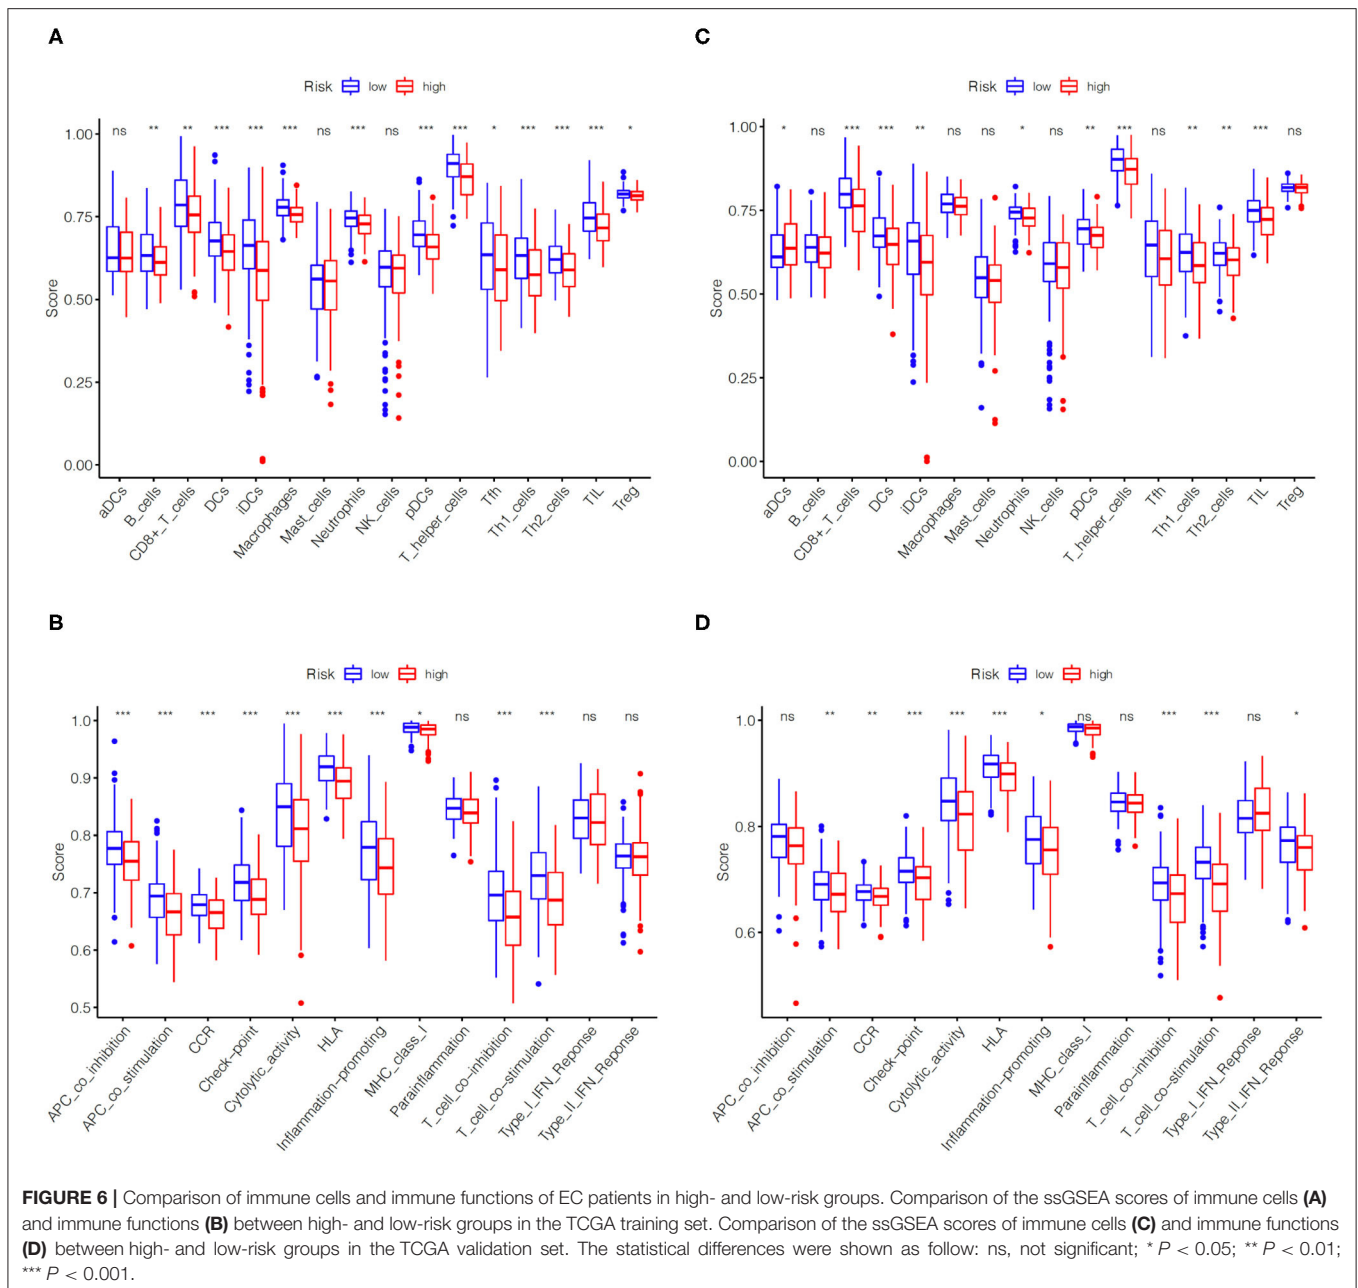 A
Risk low high
ns ** ** *** *** *** ns *** ns *** *** * *** *** *** *
1.00
0.75
0.50
0.25
0.00
Score
aDCs B_cells CD8+_T_cells DCs iDCs Macrophages Mast_cells Neutrophils NK_cells pDCs T_helper_cells Tfh Th1_cells Th2_cells TIL Treg
C
Risk low high
* ns *** *** ** ns ns * ns ** *** ns ** ** *** ns
1.00
0.75
0.50
0.25
0.00
Score
aDCs B_cells CD8+_T_cells DCs iDCs Macrophages Mast_cells Neutrophils NK_cells pDCs T_helper_cells Tfh Th1_cells Th2_cells TIL Treg
B
Risk low high
*** *** *** *** *** *** *** * ns *** *** ns ns
1.0
0.9
0.8
0.7
0.6
0.5
Score
APC_co_inhibition APC_co_stimulation CCR Check-point Cytolytic_activity HLA Inflammation-promoting MHC_class_I Parainflammation T_cell_co-inhibition T_cell_co-stimulation Type_I_IFN_Reponse Type_II_IFN_Reponse
D
Risk low high
ns ** ** *** *** *** * ns ns *** *** ns *
1.0
0.8
0.6
Score
APC_co_inhibition APC_co_stimulation CCR Check-point Cytolytic_activity HLA Inflammation-promoting MHC_class_I Parainflammation T_cell_co-inhibition T_cell_co-stimulation Type_I_IFN_Reponse Type_II_IFN_Reponse
FIGURE 6 | Comparison of immune cells and immune functions of EC patients in high- and low-risk groups. Comparison of the ssGSEA scores of immune cells (A)
and immune functions (B) between high- and low-risk groups in the TCGA training set. Comparison of the ssGSEA scores of immune cells (C) and immune functions
(D) between high- and low-risk groups in the TCGA validation set. The statistical differences were shown as follow: ns, not significant; * P < 0.05; ** P < 0.01;
*** P < 0.001.